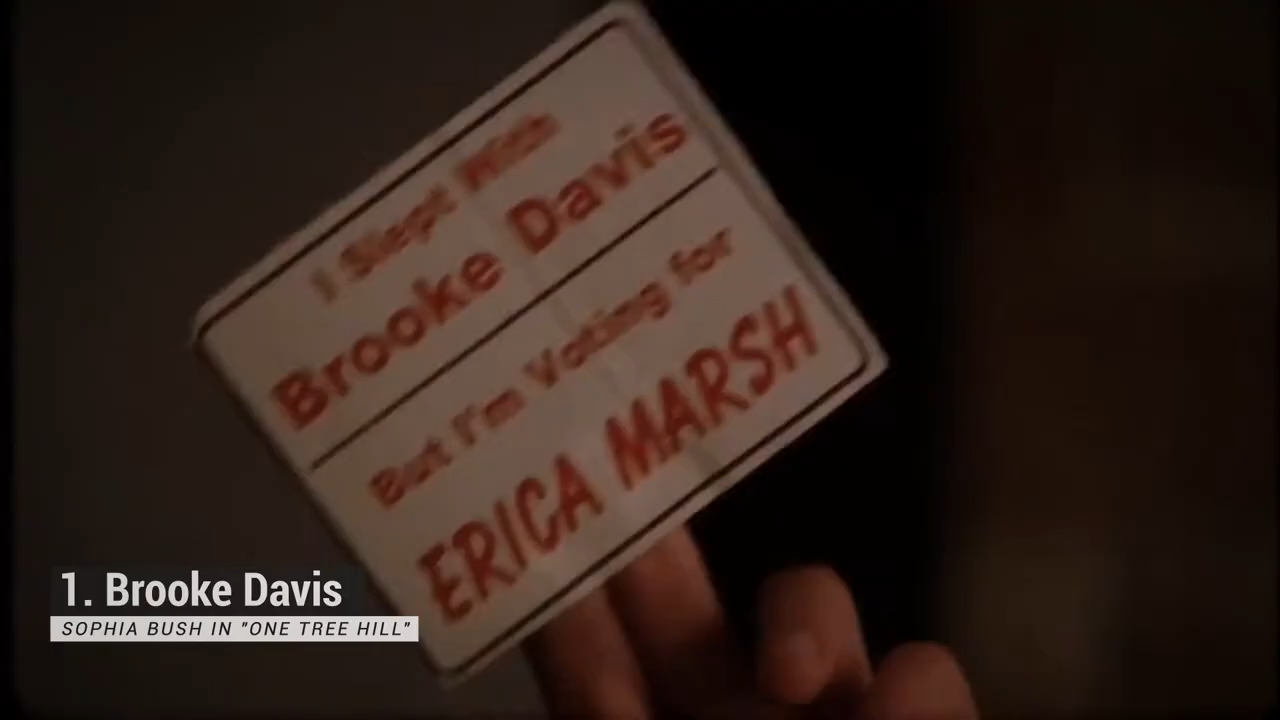 I Slept With
Brooke Davis
But I'm Voting for
ERICA MARSH
1. Brooke Davis
SOPHIA BUSH IN "ONE TREE HILL"